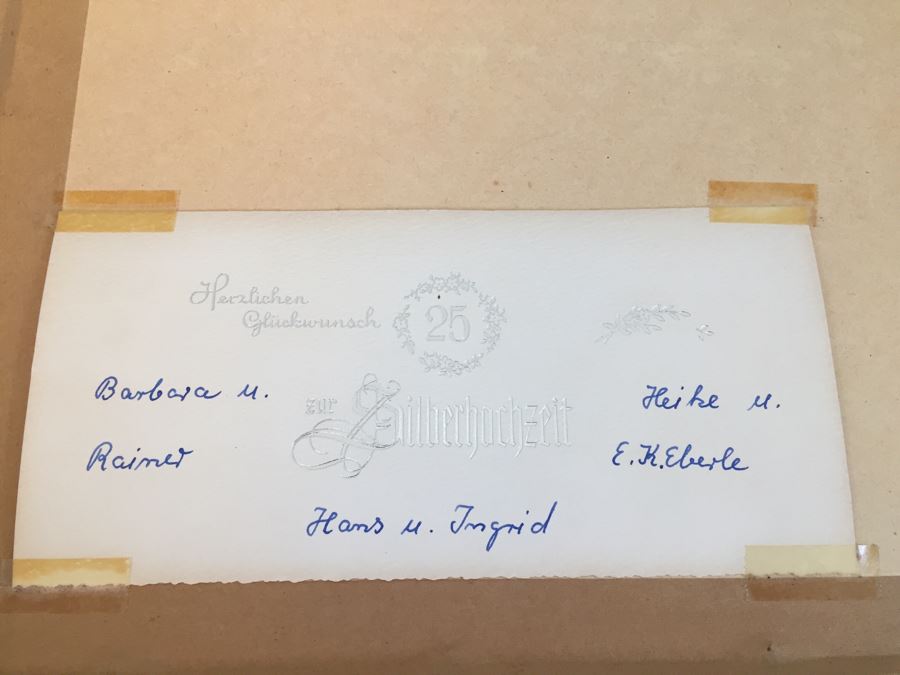 Herzlichen
Glückwunsch
25
zur Silberhochzeit
Barbara u.
Rainer
Heike u.
E.K.Eberle
Hans u. Ingrid